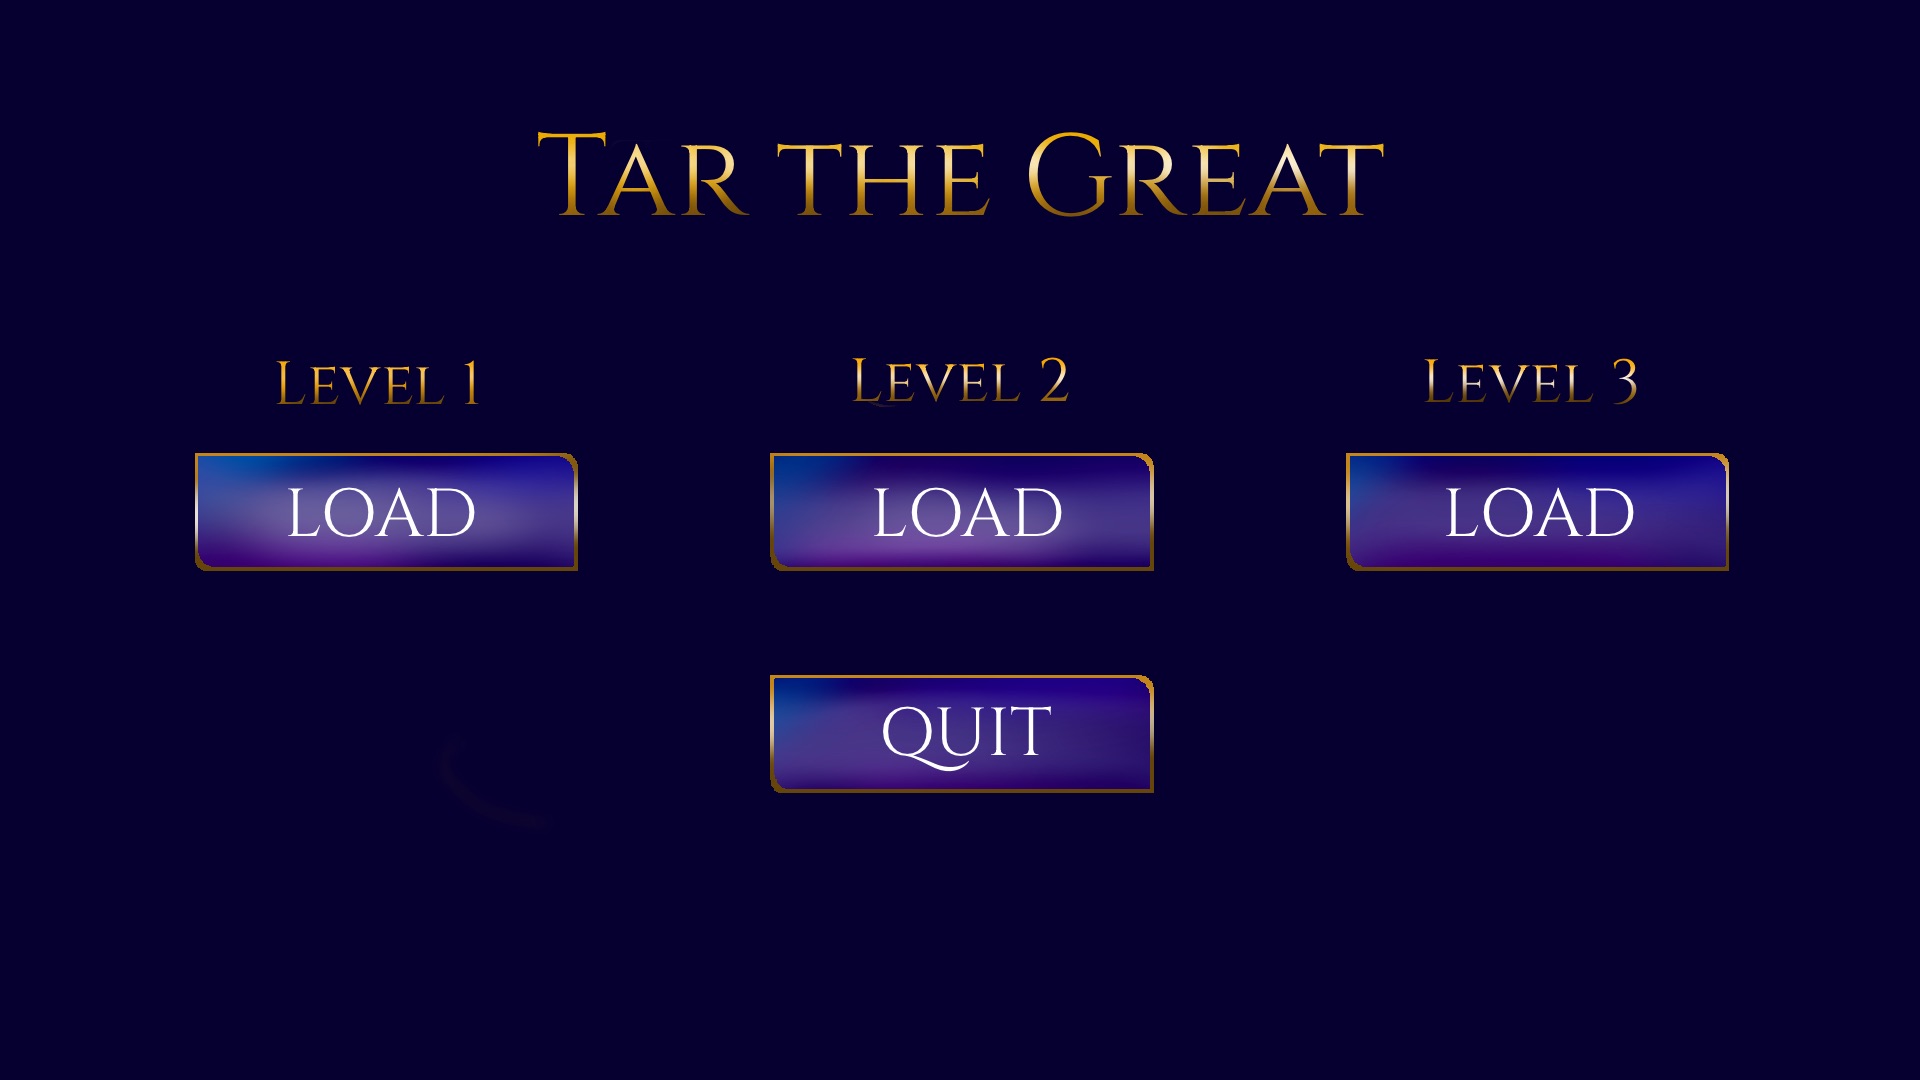 Tar the Great
Level 1
Level 2
Level 3
LOAD
LOAD
LOAD
QUIT